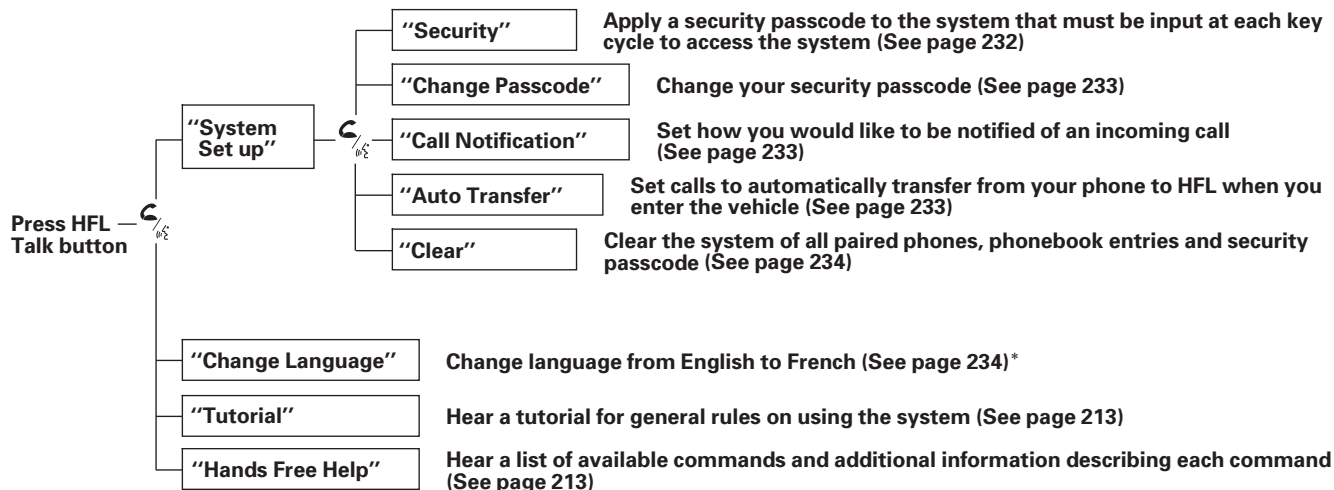 "Security"
Apply a security passcode to the system that must be input at each key
cycle to access the system (See page 232)
"Change Passcode"
Change your security passcode (See page 233)
"System
Set up"
"Call Notification"
Set how you would like to be notified of an incoming call
(See page 233)
"Auto Transfer"
Set calls to automatically transfer from your phone to HFL when you
enter the vehicle (See page 233)
Press HFL
Talk button
"Clear"
Clear the system of all paired phones, phonebook entries and security
passcode (See page 234)
"Change Language"
Change language from English to French (See page 234)*
"Tutorial"
Hear a tutorial for general rules on using the system (See page 213)
"Hands Free Help"
Hear a list of available commands and additional information describing each command
(See page 213)